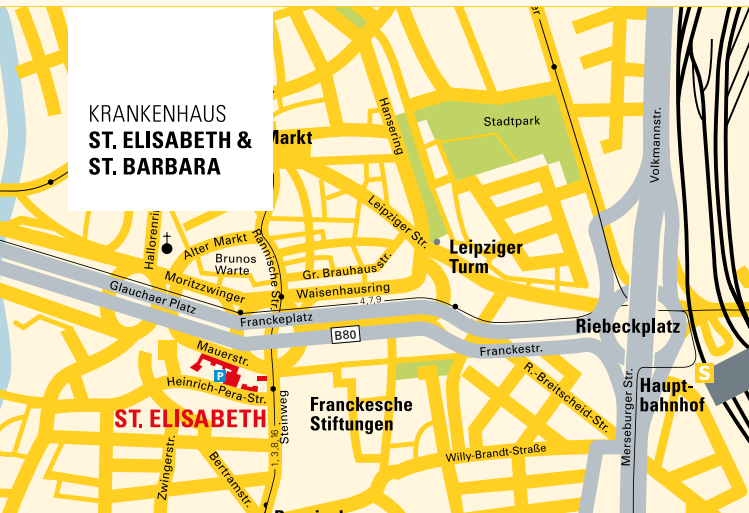 KRANKENHAUS
ST. ELISABETH &
ST. BARBARA
Markt
Hansering
Stadtpark
Volkmannstr.
Leipziger Str.
Leipziger
Turm
Alter Markt
Rannische Str.
Brunos
Warte
Gr. Brauhausstr.
Moritzzwinger
Waisenhausring
4,7,9
Glauchaer Platz
Franckeplatz
B80
Riebeckplatz
Mauerstr.
Franckestr.
P
Heinrich-Pera-Str.
R.-Breitscheid-Str.
Merseburger Str.
S
Haupt-
bahnhof
ST. ELISABETH
Steinweg
1, 3,8,16
Franckesche
Stiftungen
Zwingerstr.
Bertramstr.
Willy-Brandt-Straße